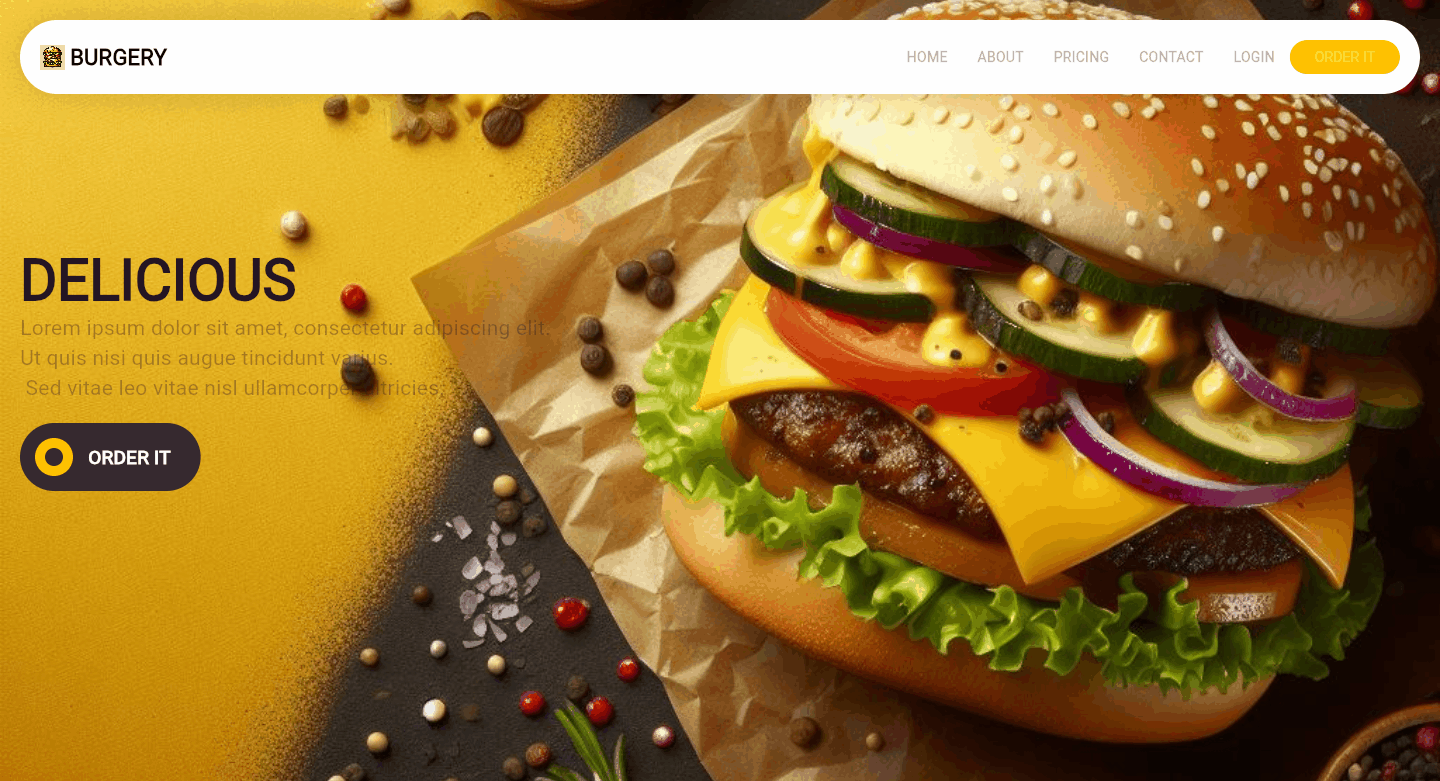 BURGERY
HOME ABOUT PRICING CONTACT LOGIN ORDER IT
DELICIOUS
Lorem ipsum dolor sit amet, consectetur adipiscing elit.
Ut quis nisi quis augue tincidunt varius.
Sed vitae leo vitae nisl ullamcorper ultricies.
ORDER IT